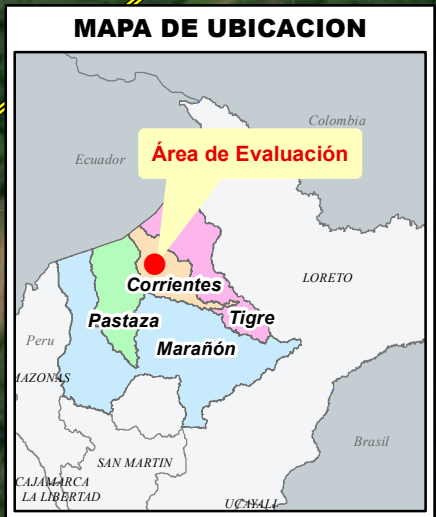 MAPA DE UBICACION
Colombia
Ecuador
Área de Evaluación
LORETO
Corrientes
Pastaza
Tigre
Peru
Marañón
MAZONAS
Brasil
SAN MARTIN
CAJAMARCA
LA LIBERTAD
UCAYALI